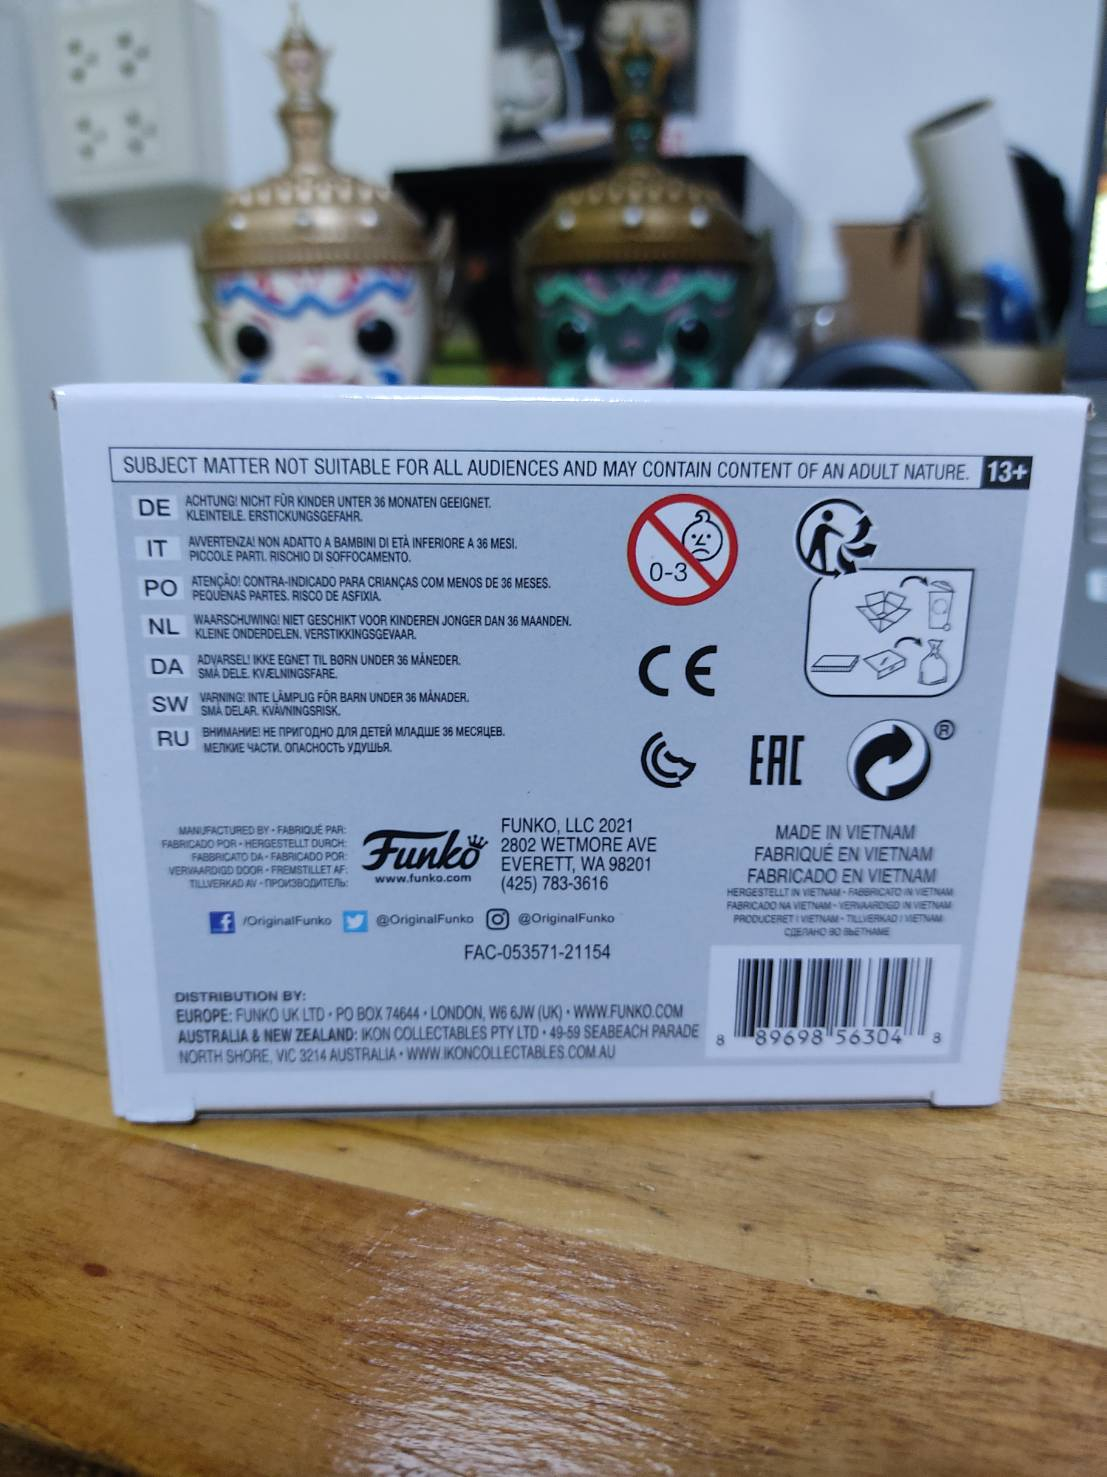 SUBJECT MATTER NOT SUITABLE FOR ALL AUDIENCES AND MAY CONTAIN CONTENT OF AN ADULT NATURE. 13+
DE ACHTUNG! NICHT FÜR KINDER UNTER 36 MONATEN GEEIGNET.
KLEINTEILE. ERSTICKUNGSGEFAHR.
IT AVVERTENZA! NON ADATTO A BAMBINI DI ETÀ INFERIORE A 36 MESI.
PICCOLE PARTI. RISCHIO DI SOFFOCAMENTO.
PO ATENÇÃO! CONTRA-INDICADO PARA CRIANÇAS COM MENOS DE 36 MESES.
PEQUENAS PARTES. RISCO DE ASFIXIA.
NL WAARSCHUWING! NIET GESCHIKT VOOR KINDEREN JONGER DAN 36 MAANDEN.
KLEINE ONDERDELEN. VERSTIKKINGSGEVAAR.
DA ADVARSEL! IKKE EGNET TIL BØRN UNDER 36 MÅNEDER.
SMÅ DELE. KVÆLNINGSFARE.
SW VARNING! INTE LÄMPLIG FÖR BARN UNDER 36 MÅNADER.
SMÅ DELAR. KVÄVNINGSRISK.
RU ВНИМАНИЕ! НЕ ПРИГОДНО ДЛЯ ДЕТЕЙ МЛАДШЕ 36 МЕСЯЦЕВ.
МЕЛКИЕ ЧАСТИ. ОПАСНОСТЬ УДУШЬЯ.
0-3
CE
EAC
®
MANUFACTURED BY • FABRIQUÉ PAR:
FABRICADO POR • HERGESTELLT DURCH:
FABBRICATO DA • FABRICADO POR:
VERVAARDIGD DOOR • FREMSTILLET AF:
TILLVERKAD AV • ПРОИЗВОДИТЕЛЬ:
Funko
www.funko.com
FUNKO, LLC 2021
2802 WETMORE AVE
EVERETT, WA 98201
(425) 783-3616
/OriginalFunko @OriginalFunko @OriginalFunko
FAC-053571-21154
MADE IN VIETNAM
FABRIQUÉ EN VIETNAM
FABRICADO EN VIETNAM
HERGESTELLT IN VIETNAM • FABBRICATO IN VIETNAM
FABRICADO NA VIETNAM • VERVAARDIGD IN VIETNAM
PRODUCERET I VIETNAM • TILLVERKAD I VIETNAM
СДЕЛАНО ВО ВЬЕТНАМЕ
DISTRIBUTION BY:
EUROPE: FUNKO UK LTD • PO BOX 74644 • LONDON, W6 6JW (UK) • WWW.FUNKO.COM
AUSTRALIA & NEW ZEALAND: IKON COLLECTABLES PTY LTD • 49-59 SEABEACH PARADE
NORTH SHORE, VIC 3214 AUSTRALIA • WWW.IKONCOLLECTABLES.COM.AU
8 89698 56304 8